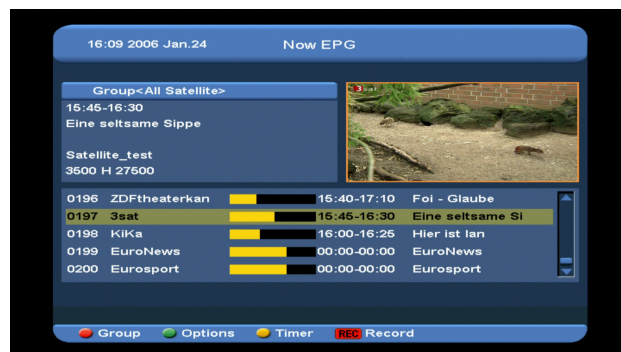 16:09 2006 Jan.24 Now EPG
Group<All Satellite>
3sat
15:45-16:30
Eine seltsame Sippe
Satellite_test
3500 H 27500
0196 ZDFtheaterkan 15:40-17:10 Foi - Glaube
0197 3sat 15:45-16:30 Eine seltsame Si
0198 KiKa 16:00-16:25 Hier ist Ian
0199 EuroNews 00:00-00:00 EuroNews
0200 Eurosport 00:00-00:00 Eurosport
Group Options Timer REC Record